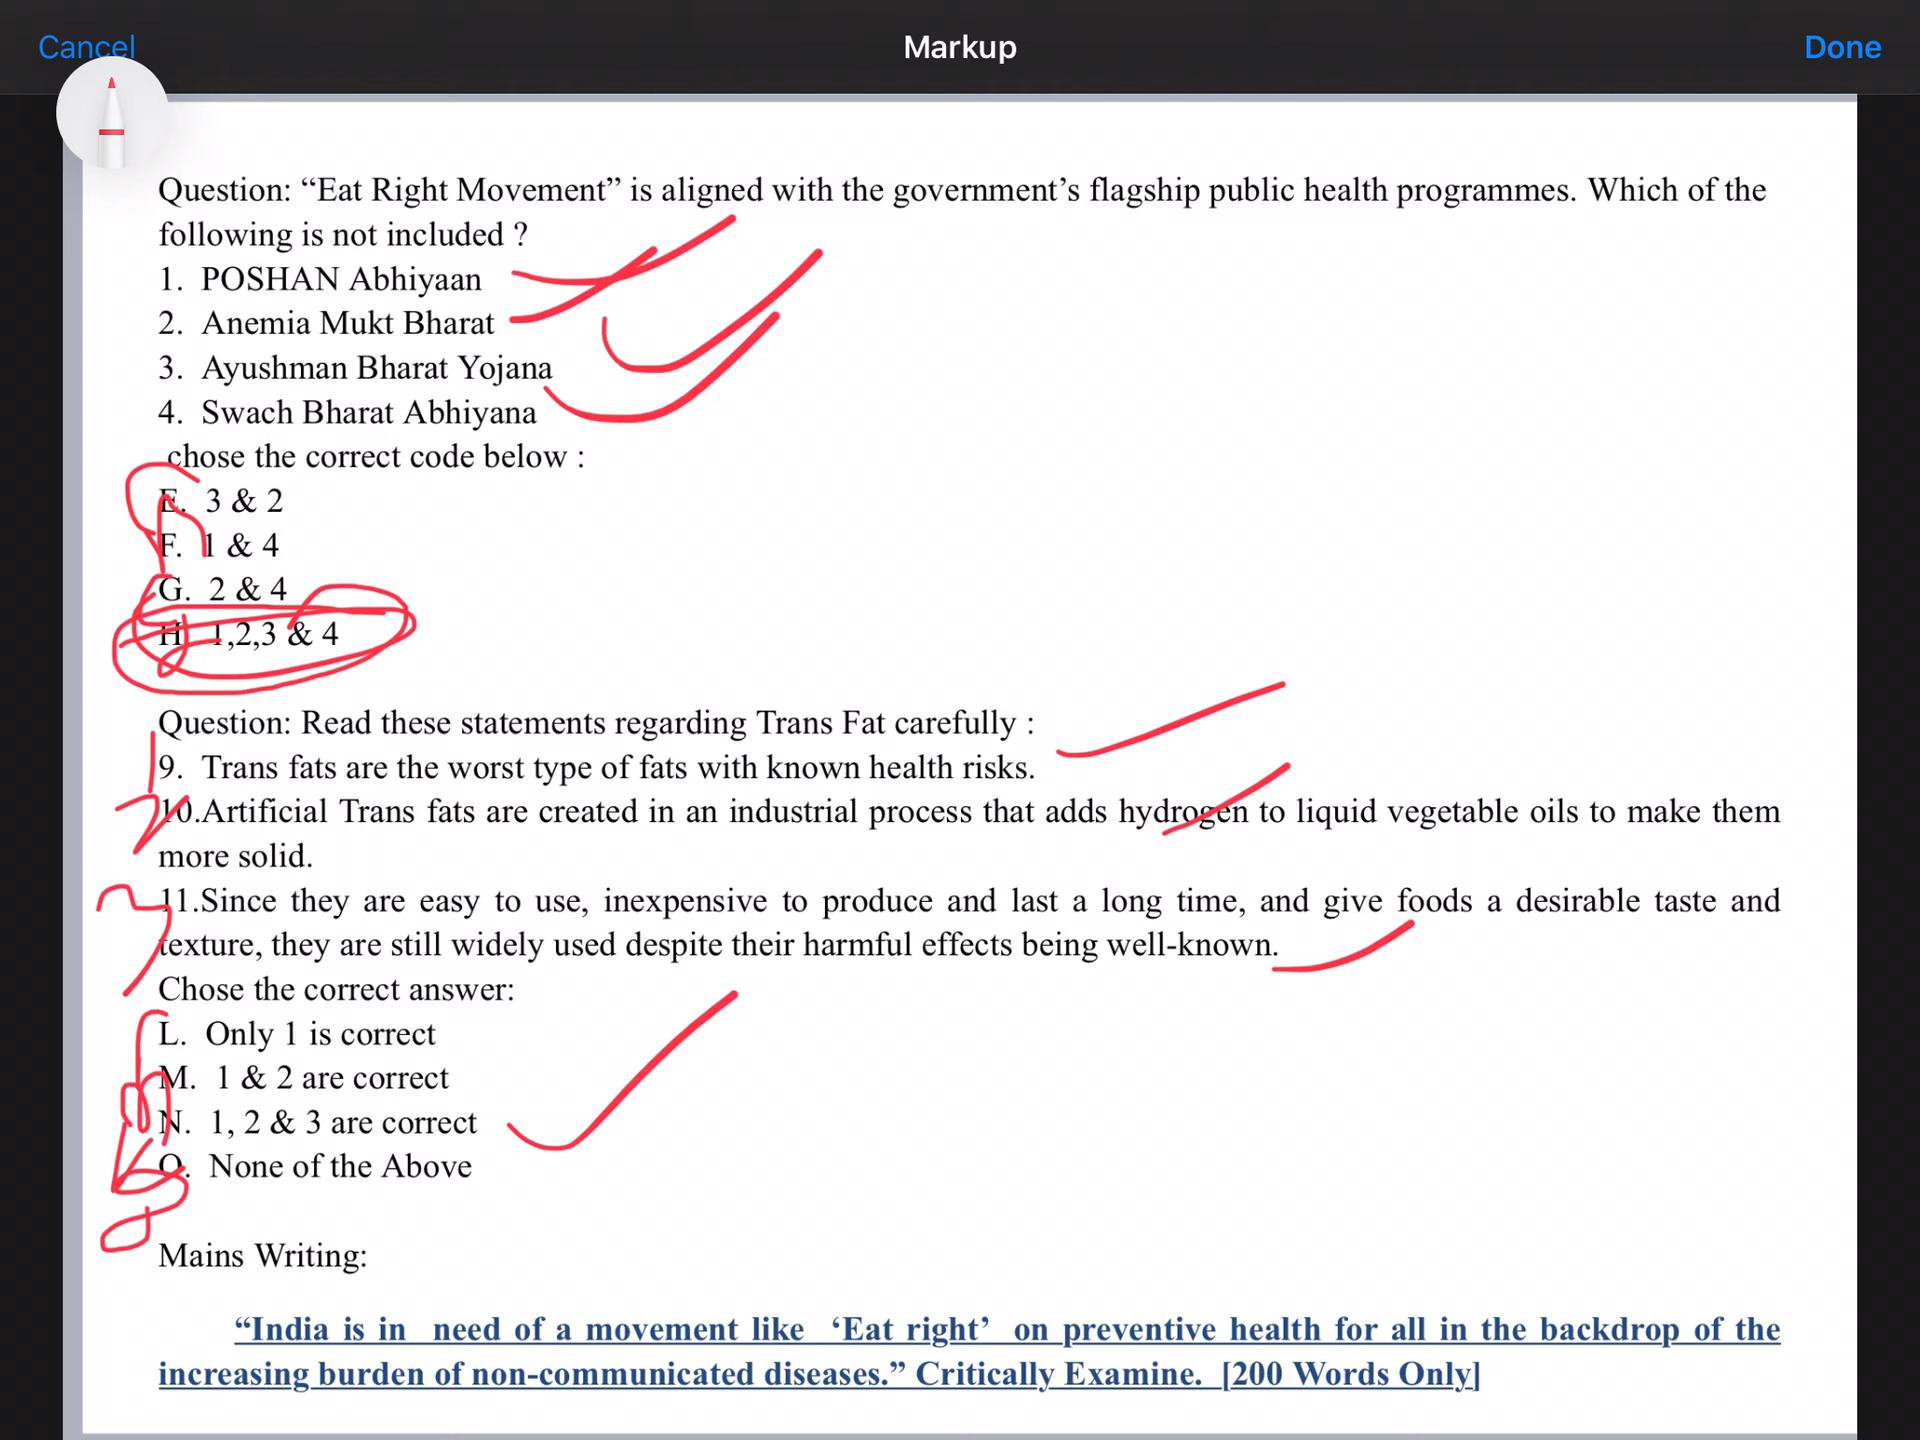 Cancel
Markup
Done
Question: “Eat Right Movement” is aligned with the government’s flagship public health programmes. Which of the
following is not included ?
1. POSHAN Abhiyaan
2. Anemia Mukt Bharat
3. Ayushman Bharat Yojana
4. Swach Bharat Abhiyana
chose the correct code below :
E. 3 & 2
F. 1 & 4
G. 2 & 4
H. 1,2,3 & 4
Question: Read these statements regarding Trans Fat carefully :
9. Trans fats are the worst type of fats with known health risks.
10.Artificial Trans fats are created in an industrial process that adds hydrogen to liquid vegetable oils to make them
more solid.
11.Since they are easy to use, inexpensive to produce and last a long time, and give foods a desirable taste and
texture, they are still widely used despite their harmful effects being well-known.
Chose the correct answer:
L. Only 1 is correct
M. 1 & 2 are correct
N. 1, 2 & 3 are correct
O. None of the Above
Mains Writing:
“India is in need of a movement like ‘Eat right’ on preventive health for all in the backdrop of the
increasing burden of non-communicated diseases.” Critically Examine. [200 Words Only]